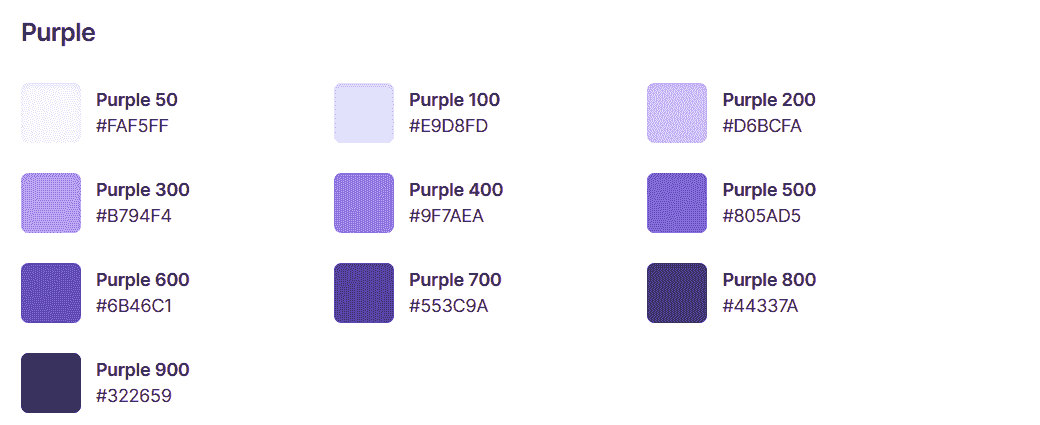 Purple
Purple 50
#FAF5FF
Purple 100
#E9D8FD
Purple 200
#D6BCFA
Purple 300
#B794F4
Purple 400
#9F7AEA
Purple 500
#805AD5
Purple 600
#6B46C1
Purple 700
#553C9A
Purple 800
#44337A
Purple 900
#322659